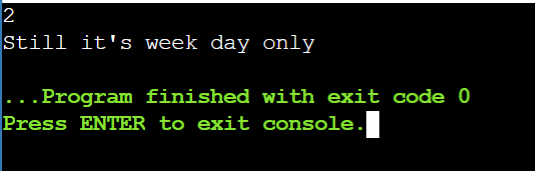 2
Still it's week day only
...Program finished with exit code 0
Press ENTER to exit console.